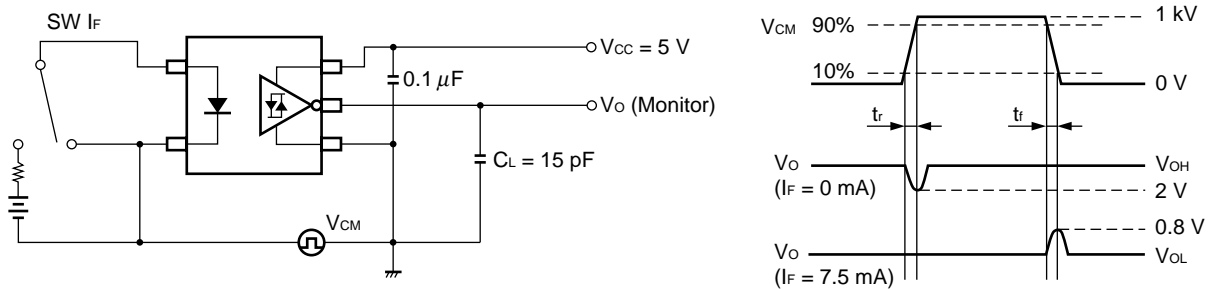 SW IF
VCC = 5 V
0.1 μF
VO (Monitor)
CL = 15 pF
VCM
VCM 90%
1 kV
10%
0 V
tr
tf
VO
(IF = 0 mA)
VOH
2 V
0.8 V
VO
(IF = 7.5 mA)
VOL